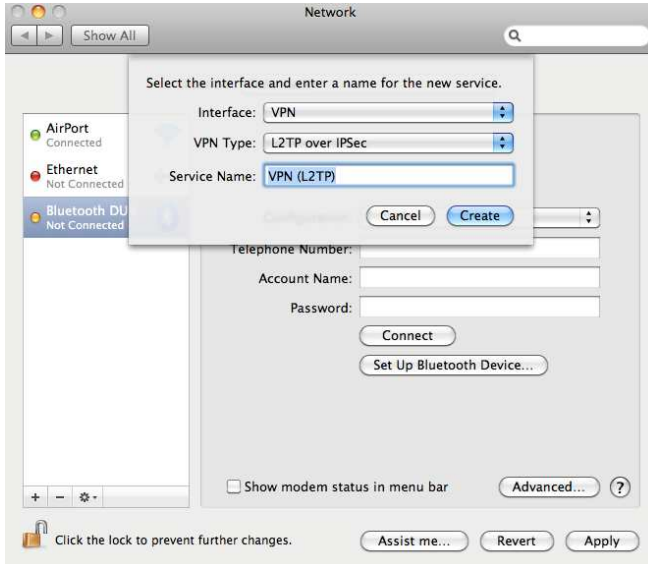 Network
Show All
Select the interface and enter a name for the new service.
Interface: VPN
VPN Type: L2TP over IPSec
Service Name: VPN (L2TP)
Cancel Create
AirPort
Connected
Ethernet
Not Connected
Bluetooth DU
Not Connected
Telephone Number:
Account Name:
Password:
Connect
Set Up Bluetooth Device...
Show modem status in menu bar
Advanced... ?
+ −
Click the lock to prevent further changes.
Assist me... Revert Apply